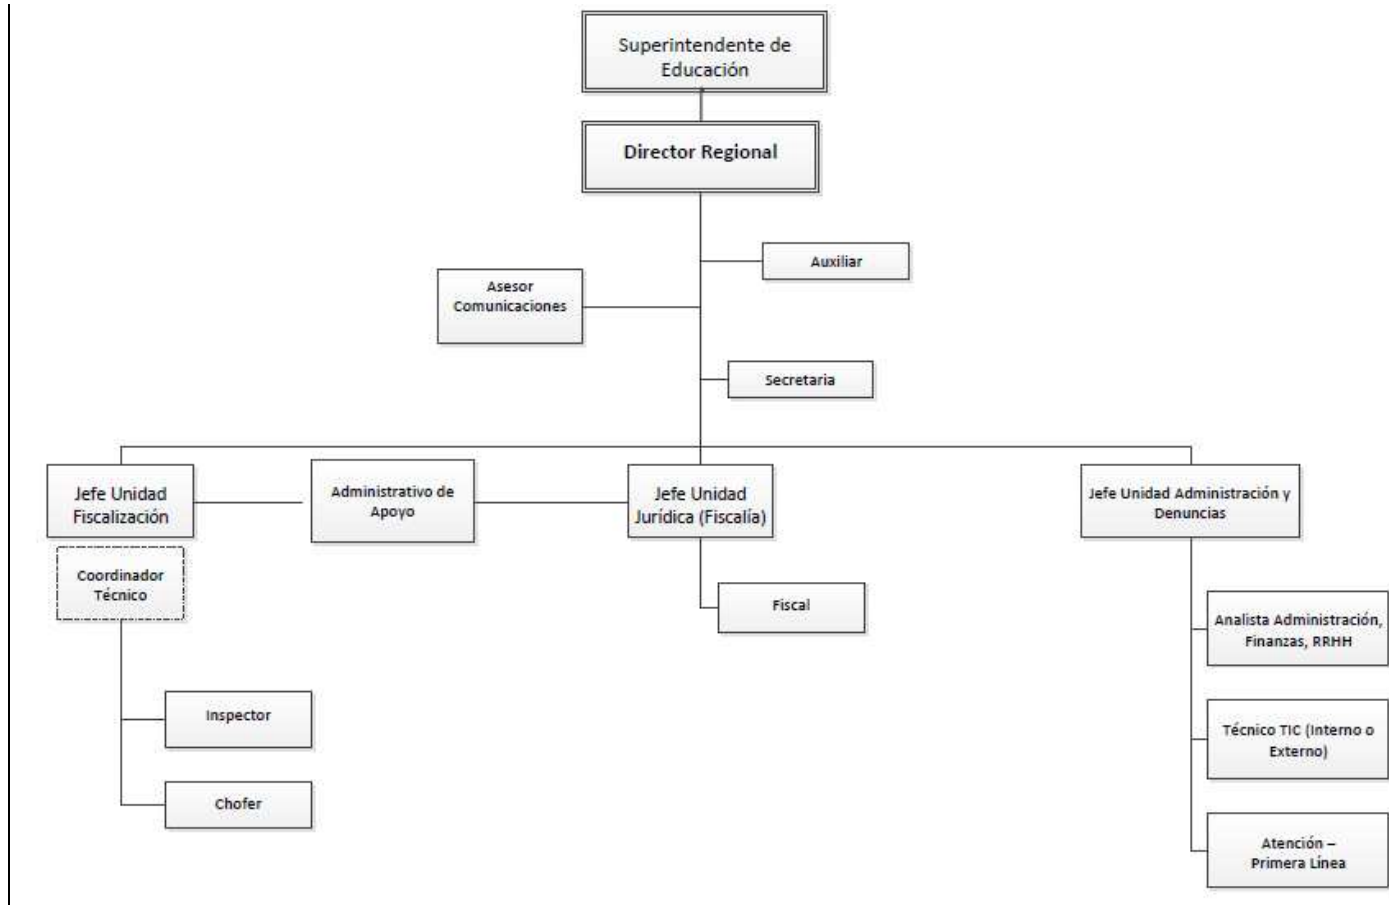 Superintendente de
Educación
Director Regional
Auxiliar
Asesor
Comunicaciones
Secretaria
Jefe Unidad
Fiscalización
Administrativo de
Apoyo
Jefe Unidad
Jurídica (Fiscalía)
Jefe Unidad Administración y
Denuncias
Coordinador
Técnico
Fiscal
Analista Administración,
Finanzas, RRHH
Inspector
Técnico TIC (Interno o
Externo)
Chofer
Atención –
Primera Línea